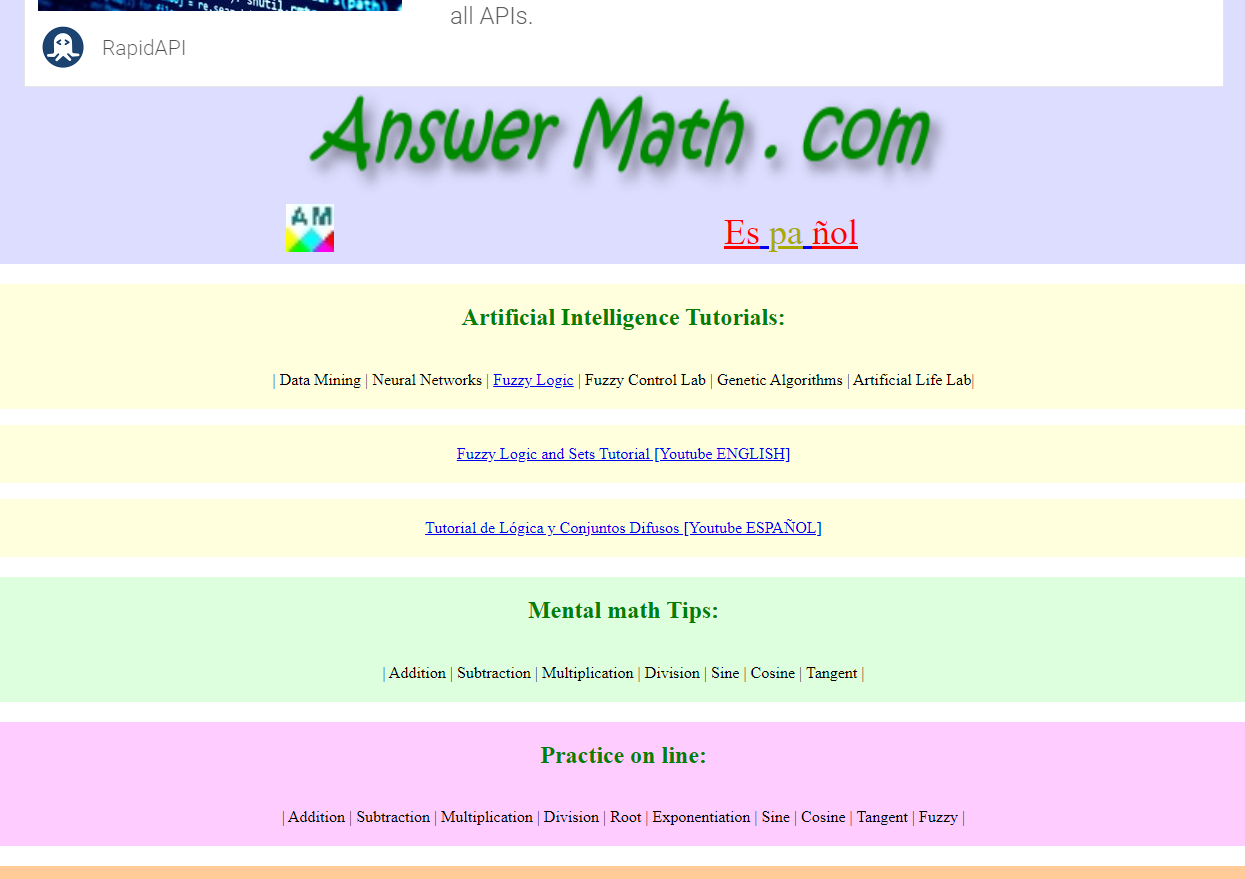 all APIs.
RapidAPI
Answer Math . com
AM
Es pa ñol
Artificial Intelligence Tutorials:
| Data Mining | Neural Networks | Fuzzy Logic | Fuzzy Control Lab | Genetic Algorithms | Artificial Life Lab|
Fuzzy Logic and Sets Tutorial [Youtube ENGLISH]
Tutorial de Lógica y Conjuntos Difusos [Youtube ESPAÑOL]
Mental math Tips:
| Addition | Subtraction | Multiplication | Division | Sine | Cosine | Tangent |
Practice on line:
| Addition | Subtraction | Multiplication | Division | Root | Exponentiation | Sine | Cosine | Tangent | Fuzzy |